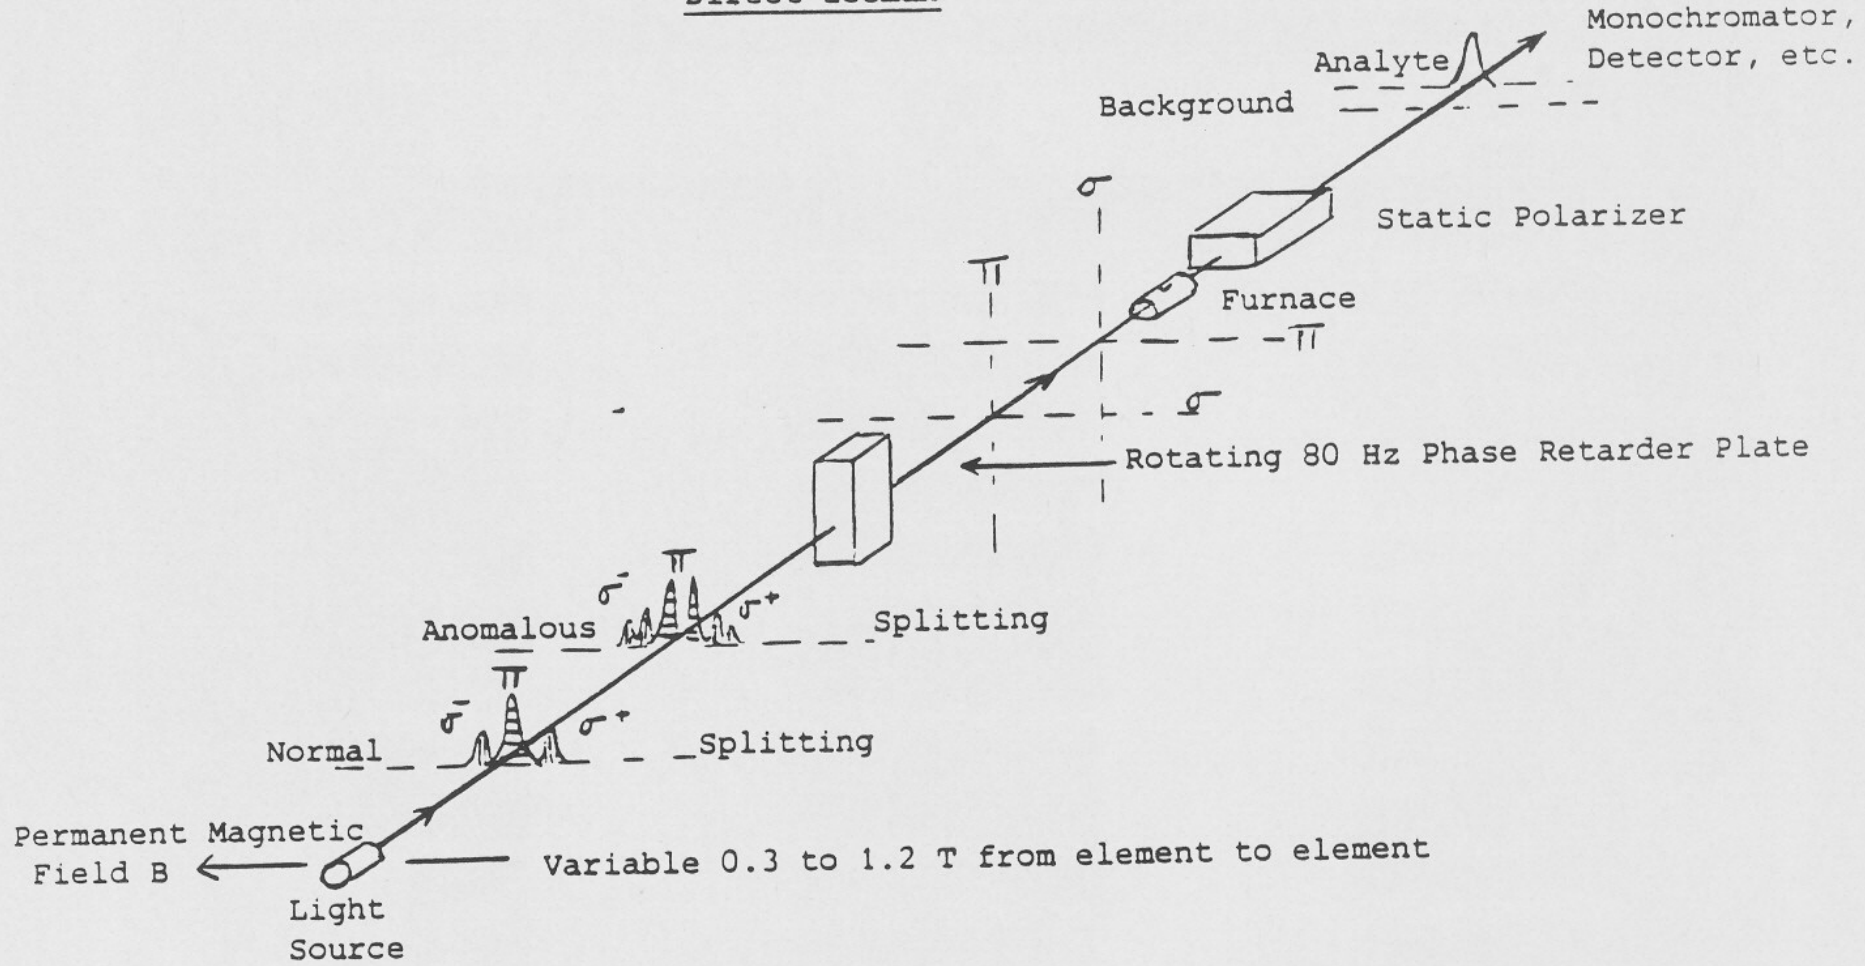 Monochromator,
Detector, etc.
Analyte
Background
σ
Static Polarizer
π
Furnace
π
σ
Rotating 80 Hz Phase Retarder Plate
π
σ⁻
σ⁺
Anomalous
Splitting
π
σ⁻
σ⁺
Normal
Splitting
Permanent Magnetic
Field B
Variable 0.3 to 1.2 T from element to element
Light
Source